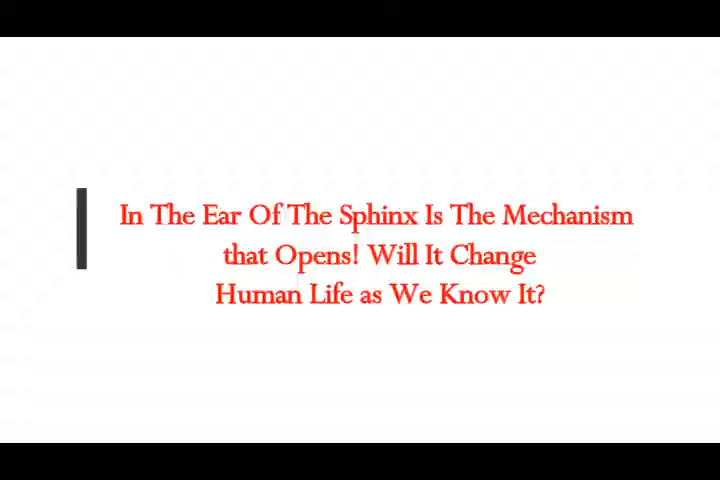 In The Ear Of The Sphinx Is The Mechanism
that Opens! Will It Change
Human Life as We Know It?